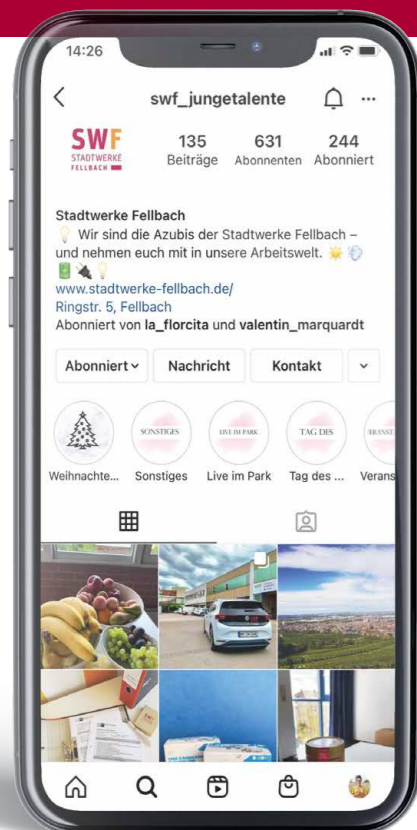 14:26
swf_jungetalente
SWF
STADTWERKE
FELLBACH
135 631 244
Beiträge Abonnenten Abonniert
Stadtwerke Fellbach
Wir sind die Azubis der Stadtwerke Fellbach –
und nehmen euch mit in unsere Arbeitswelt.
www.stadtwerke-fellbach.de/
Ringstr. 5, Fellbach
Abonniert von la_florcita und valentin_marquardt
Abonniert Nachricht Kontakt
SONSTIGES LIVE IM PARK TAG DES
Weihnachte... Sonstiges Live im Park Tag des ... Verans